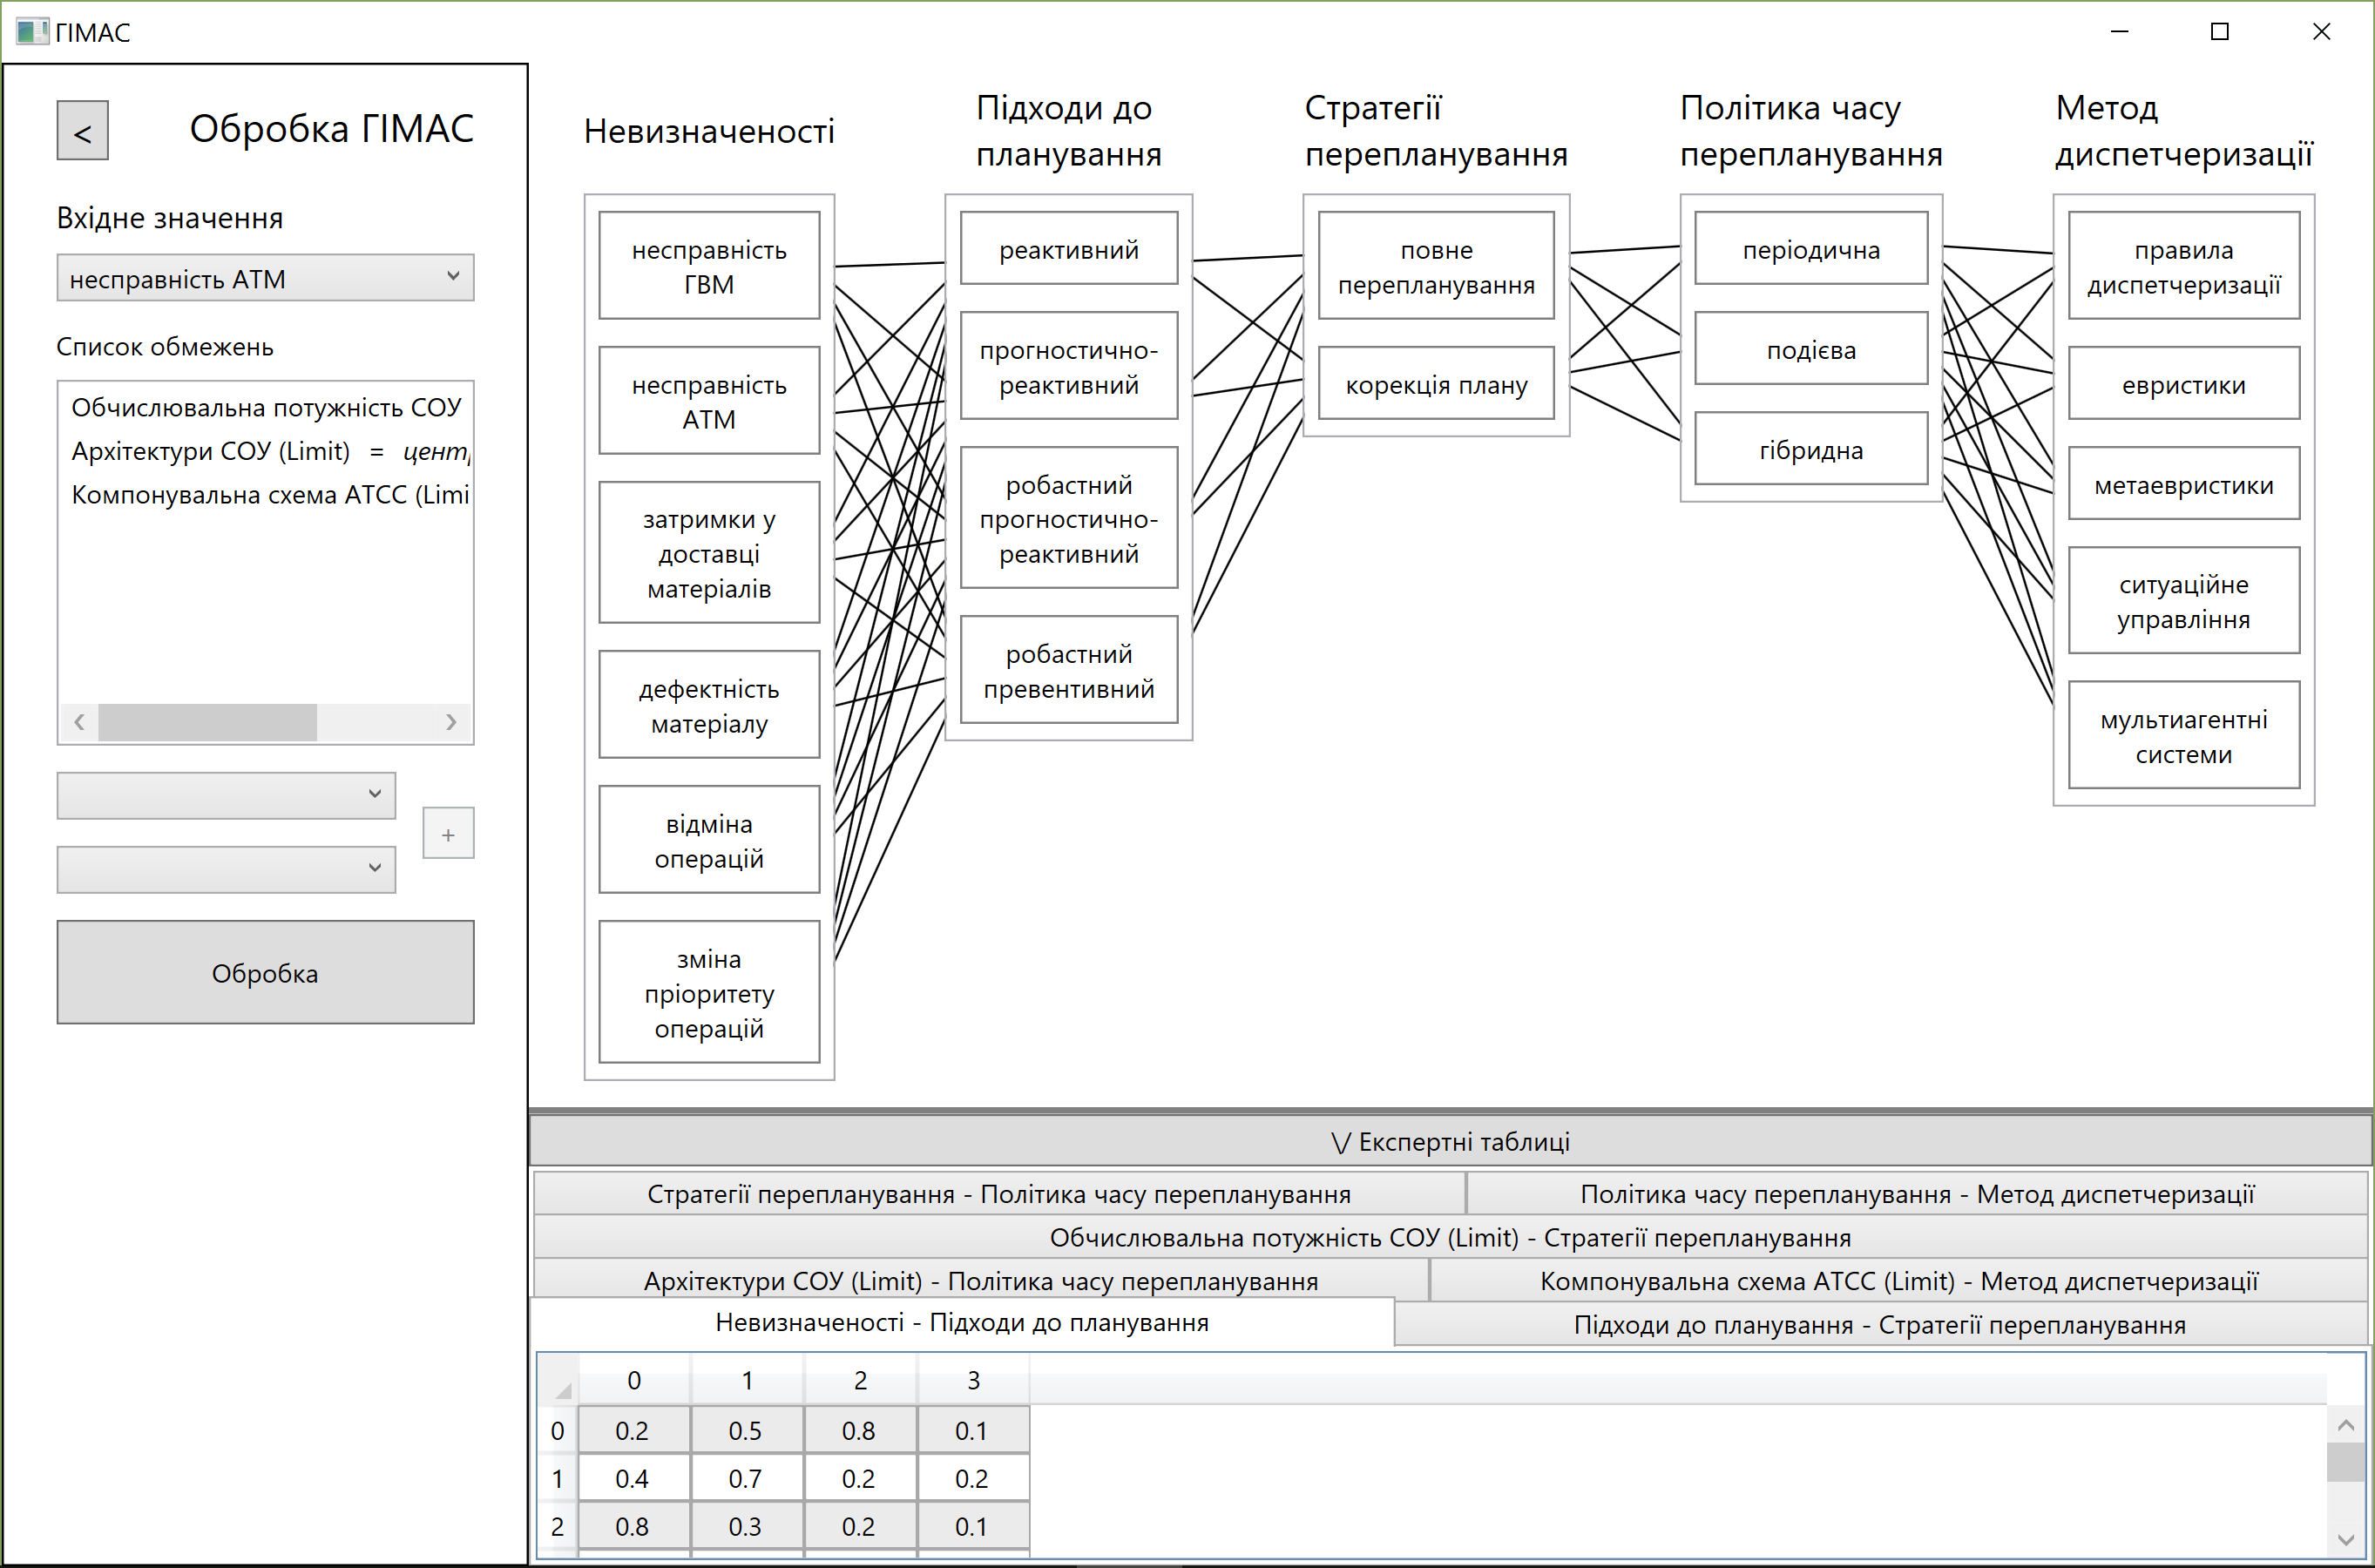 ГІМАС
<
Обробка ГІМАС
Вхідне значення
несправність АТМ
Список обмежень
Обчислювальна потужність СОУ
Архітектури СОУ (Limit) =
Компонувальна схема АТСС
+
Обробка
Невизначеності
несправність
ГВМ
несправність
АТМ
затримки у
доставці
матеріалів
дефектність
матеріалу
відміна
операцій
зміна
пріоритету
операцій
Підходи до
планування
реактивний
прогностично-
реактивний
робастний
прогностично-
реактивний
робастний
превентивний
Стратегії
перепланування
повне
перепланування
корекція плану
Політика часу
перепланування
періодична
подієва
гібридна
Метод
диспетчеризації
правила
диспетчеризації
евристики
метаевристики
ситуаційне
управління
мультиагентні
системи
\/ Експертні таблиці
Стратегії перепланування - Політика часу перепланування
Політика часу перепланування - Метод диспетчеризації
Обчислювальна потужність СОУ (Limit) - Стратегії перепланування
Архітектури СОУ (Limit) - Політика часу перепланування
Компонувальна схема АТСС (Limit) - Метод диспетчеризації
Невизначеності - Підходи до планування
Підходи до планування - Стратегії перепланування
0 1 2 3
0 0.2 0.5 0.8 0.1
1 0.4 0.7 0.2 0.2
2 0.8 0.3 0.2 0.1